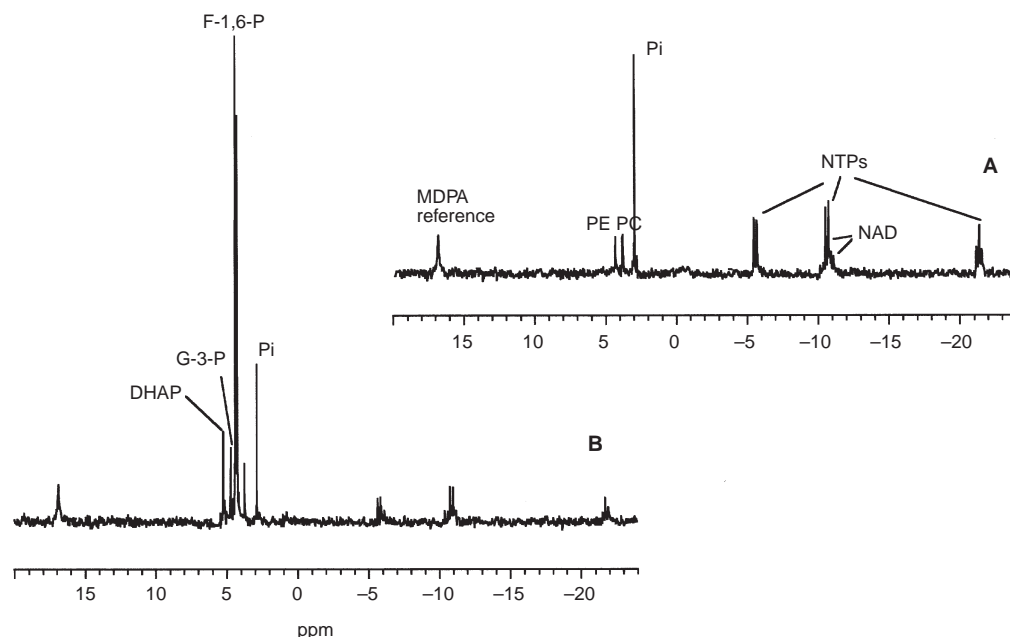 F-1,6-P
Pi
NTPs
A
MDPA
reference
PE PC
NAD
15 10 5 0 –5 –10 –15 –20
G-3-P
Pi
DHAP
B
15 10 5 0 –5 –10 –15 –20
ppm